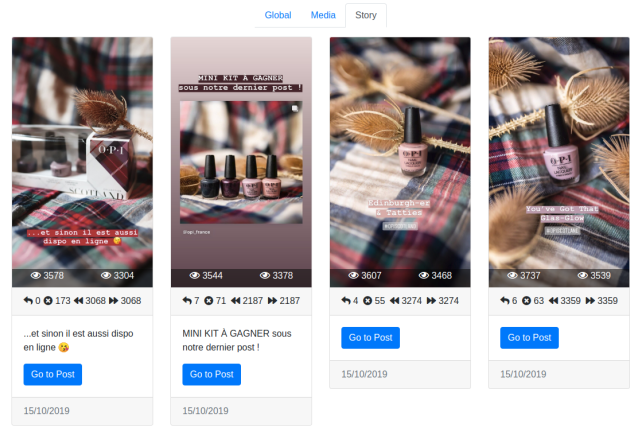 Global Media Story
O·P·I
SCOTLAND
...et sinon il est aussi
dispo en ligne 😘
3578 3304
0 173 3068 3068
...et sinon il est aussi dispo
en ligne 😘
Go to Post
15/10/2019
MINI KIT À GAGNER
sous notre dernier post !
@opi_france
3544 3378
7 71 2187 2187
MINI KIT À GAGNER sous
notre dernier post !
Go to Post
15/10/2019
O·P·I
Edinburgh-er
& Tatties
#OPISCOTLAND
3607 3468
4 55 3274 3274
Go to Post
15/10/2019
O·P·I
You've Got That
Glas-Glow
#OPISCOTLAND
3737 3539
6 63 3359 3359
Go to Post
15/10/2019